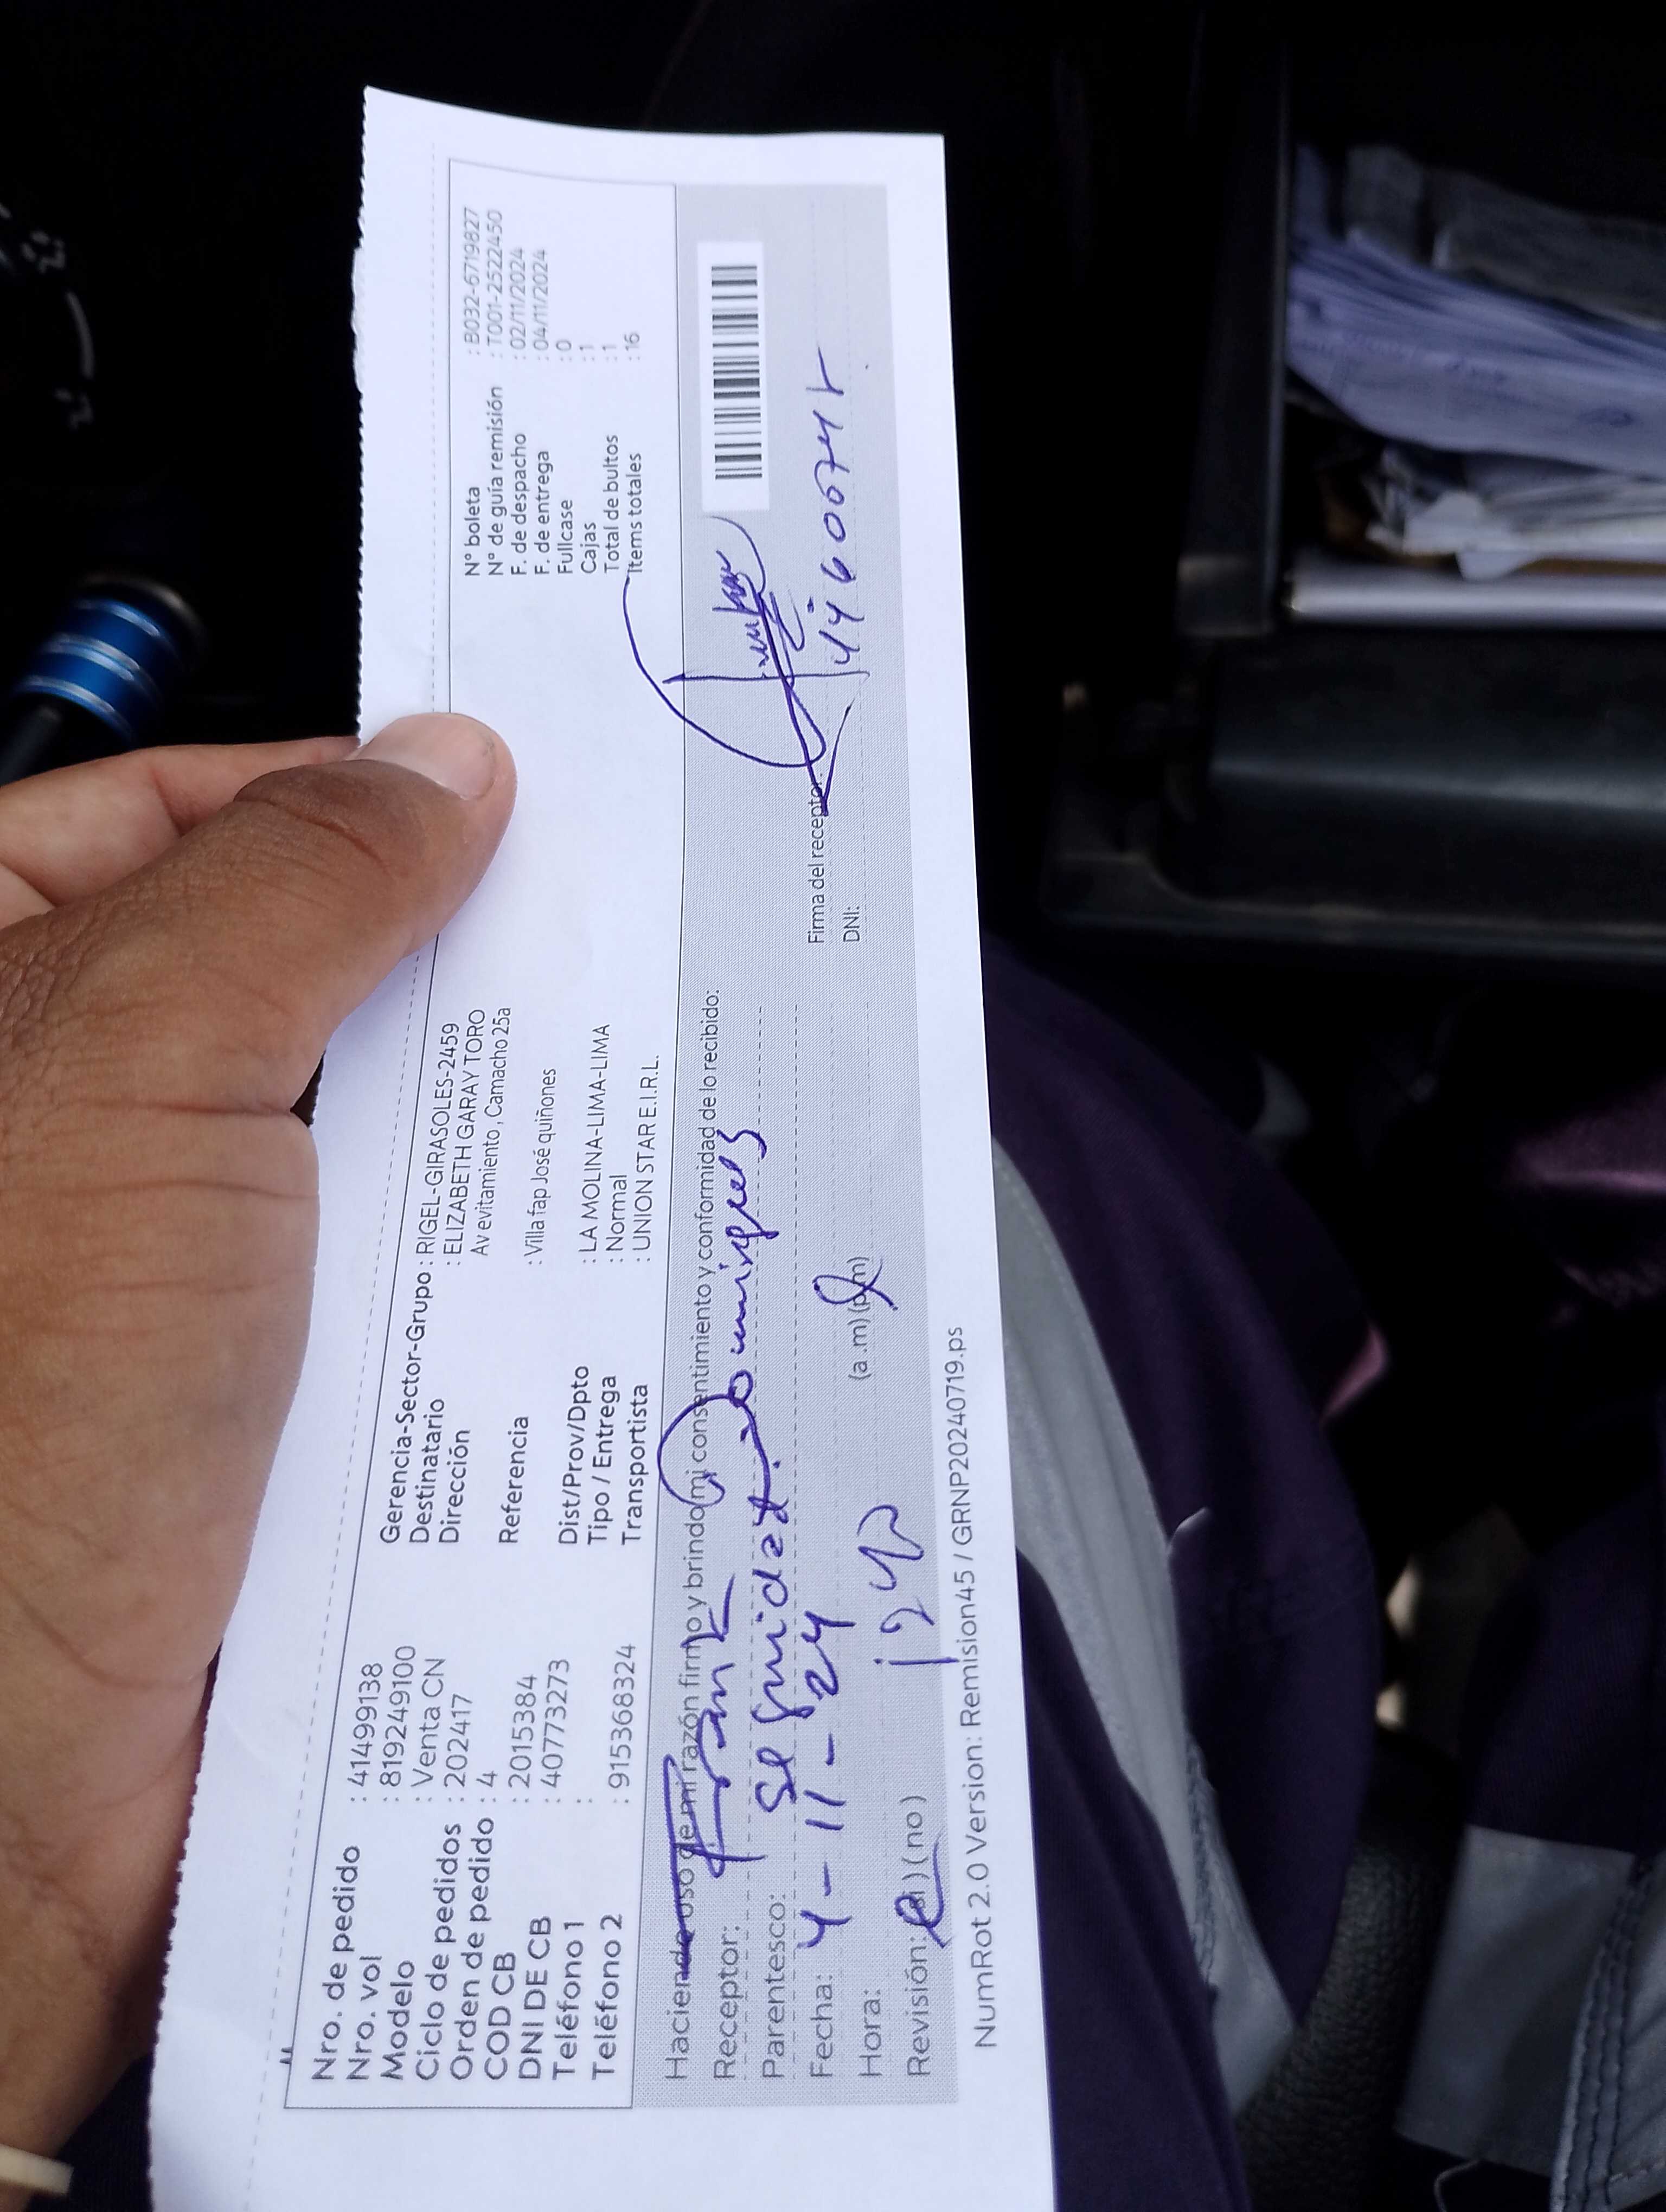 Nro. de pedido : 41499138
Nro. vol : 819249100
Modelo : Venta CN
Ciclo de pedidos : 202417
Orden de pedido : 4
COD CB : 2015384
DNI DE CB : 40773273
Teléfono 1 :
Teléfono 2 : 915368324
Gerencia-Sector-Grupo : RIGEL-GIRASOLES-2459
Destinatario : ELIZABETH GARAY TORO
Dirección Av evitamiento , Camacho 25a
Referencia : Villa fap José quiñones
Dist/Prov/Dpto : LA MOLINA-LIMA-LIMA
Tipo / Entrega : Normal
Transportista : UNION STAR E.I.R.L.
N° boleta : B032-6719827
N° de guía remisión : T001-2522450
F. de despacho : 02/11/2024
F. de entrega : 04/11/2024
Fullcase : 0
Cajas : 1
Total de bultos : 1
Items totales : 16
Haciendo uso de mi razón firmo y brindo mi consentimiento y conformidad de lo recibido:
Receptor: Frank Domingues
Parentesco: seguidat
Fecha: 4-11-24
Hora: (a .m) (p.m)
Revisión: (si) (no)
Firma del receptor:
DNI:
NumRot 2.0 Version: Remision45 / GRNP20240719.ps